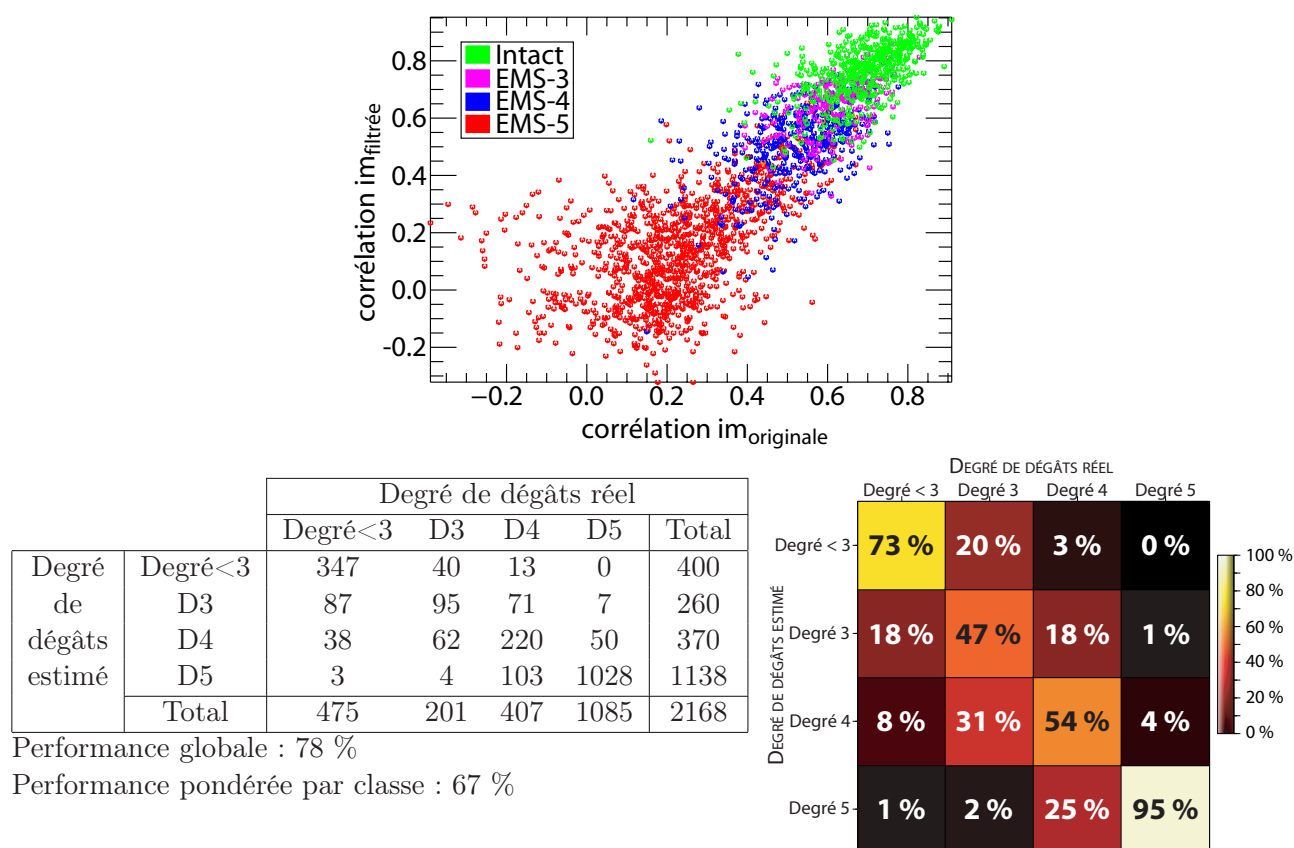 0.8
0.6
0.4
0.2
0.0
-0.2
corrélation im filtrée
Intact
EMS-3
EMS-4
EMS-5
−0.2 0.0 0.2 0.4 0.6 0.8
corrélation im originale
Degré de dégâts réel
Degré<3 D3 D4 D5 Total
Degré Degré<3 347 40 13 0 400
de D3 87 95 71 7 260
dégâts D4 38 62 220 50 370
estimé D5 3 4 103 1028 1138
Total 475 201 407 1085 2168
Performance globale : 78 %
Performance pondérée par classe : 67 %
DEGRÉ DE DÉGÂTS RÉEL
Degré < 3 Degré 3 Degré 4 Degré 5
DEGRÉ DE DÉGÂTS ESTIMÉ
Degré < 3 73 % 20 % 3 % 0 %
Degré 3 18 % 47 % 18 % 1 %
Degré 4 8 % 31 % 54 % 4 %
Degré 5 1 % 2 % 25 % 95 %
100 %
80 %
60 %
40 %
20 %
0 %